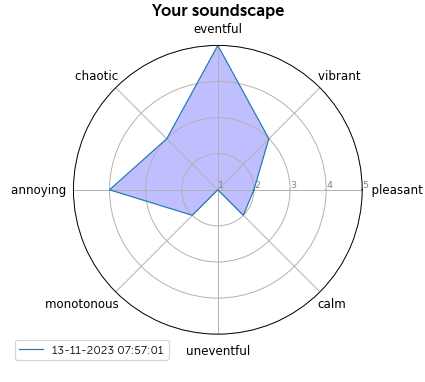 Your soundscape
eventful
chaotic
vibrant
annoying
1
2
3
4
5
pleasant
monotonous
calm
uneventful
13-11-2023 07:57:01